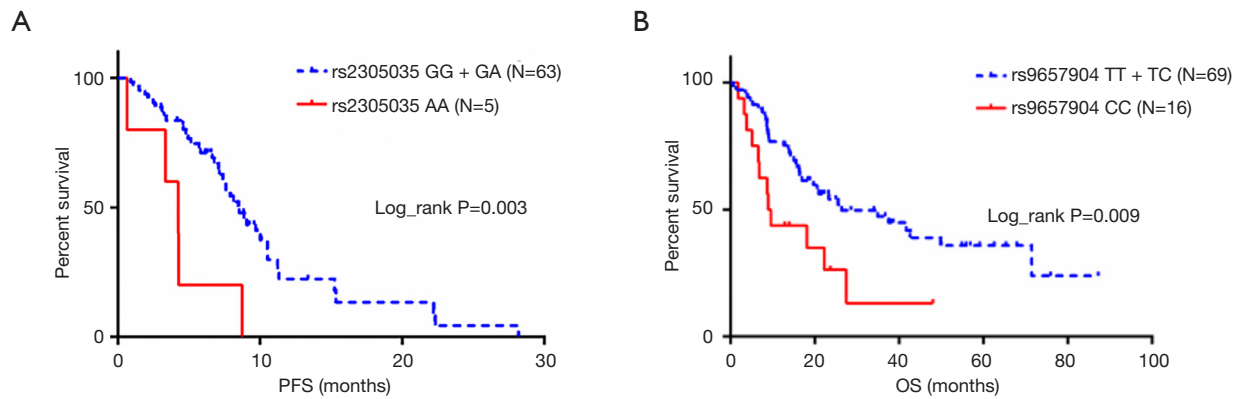 A
rs2305035 GG + GA (N=63)
rs2305035 AA (N=5)
Log_rank P=0.003
Percent survival
100
50
0
0 10 20 30
PFS (months)
B
rs9657904 TT + TC (N=69)
rs9657904 CC (N=16)
Log_rank P=0.009
Percent survival
100
50
0
0 20 40 60 80 100
OS (months)